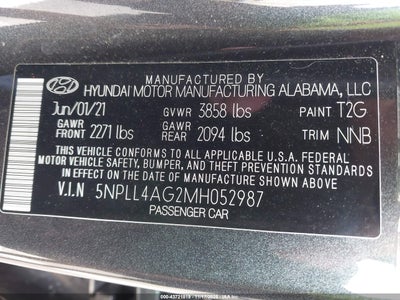 MANUFACTURED BY
HYUNDAI MOTOR MANUFACTURING ALABAMA, LLC
Jun/01/21 GVWR 3858 lbs PAINT T2G
GAWR GAWR
FRONT 2271 lbs REAR 2094 lbs TRIM NNB
THIS VEHICLE CONFORMS TO ALL APPLICABLE U.S.A FEDERAL
MOTOR VEHICLE SAFETY, BUMPER, AND THEFT PREVENTION STANDARDS
IN EFFECT ON THE DATE OF MANUFACTURE SHOWN ABOVE.
V.I.N 5NPLL4AG2MH052987
PASSENGER CAR